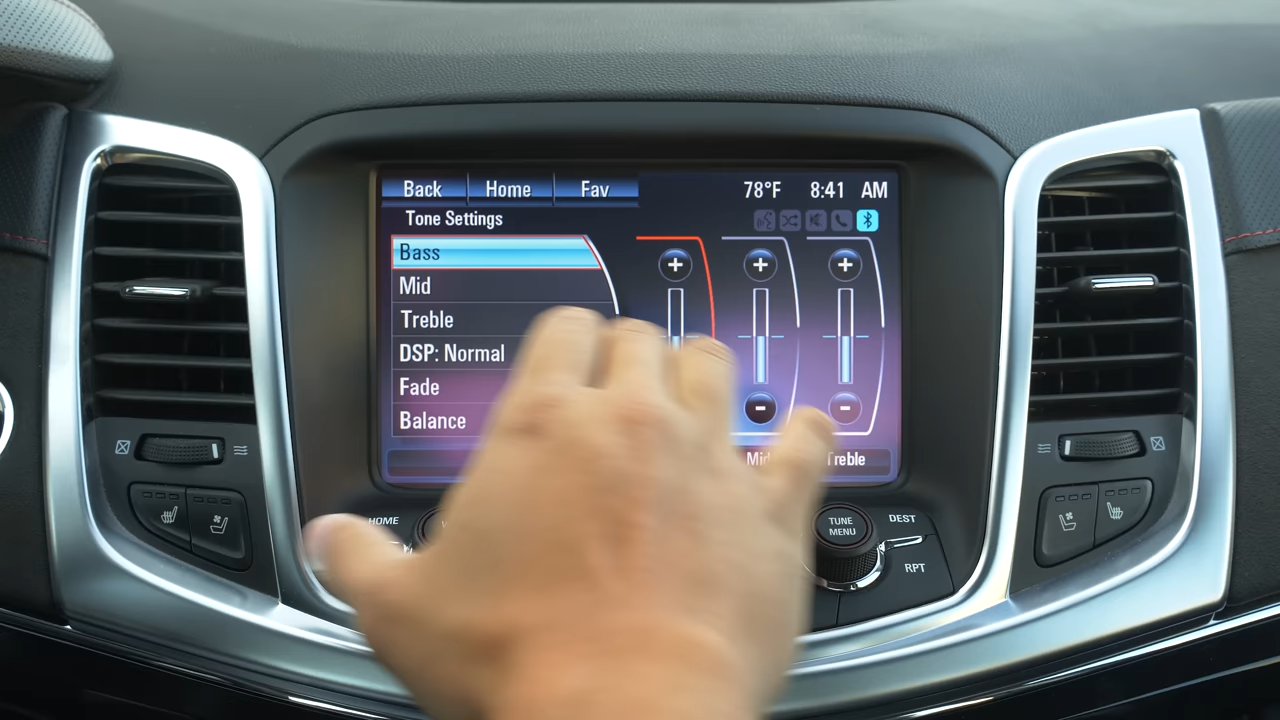 Back Home Fav 78°F 8:41 AM
Tone Settings
Bass
Mid
Treble
DSP: Normal
Fade
Balance
Mid Treble
HOME
TUNE
MENU
DEST
RPT